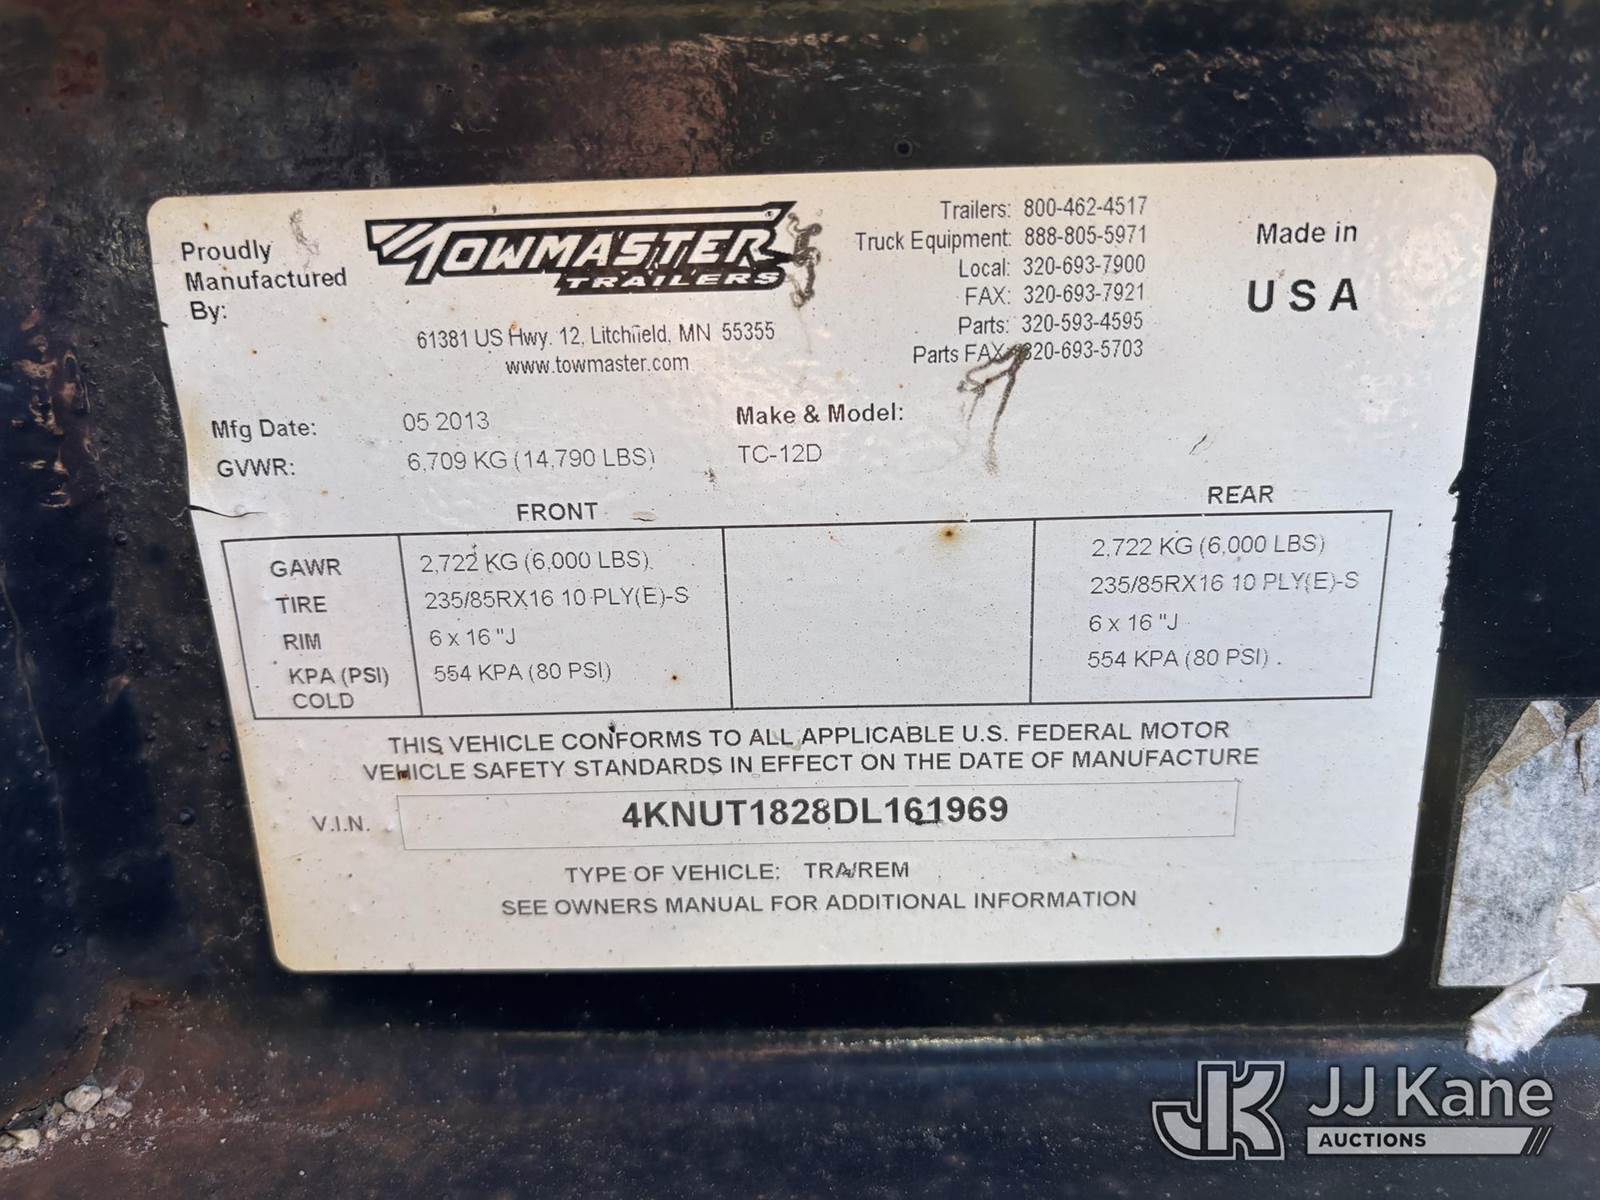 Proudly
Manufactured
By:
TOWMASTER®
TRAILERS
61381 US Hwy. 12, Litchfield, MN 55355
www.towmaster.com
Trailers: 800-462-4517
Truck Equipment: 888-805-5971
Local: 320-693-7900
FAX: 320-693-7921
Parts: 320-593-4595
Parts FAX: 320-693-5703
Made in
USA
Mfg Date: 05 2013
GVWR: 6,709 KG (14,790 LBS)
Make & Model:
TC-12D
FRONT REAR
GAWR 2,722 KG (6,000 LBS) 2,722 KG (6,000 LBS)
TIRE 235/85RX16 10 PLY(E)-S 235/85RX16 10 PLY(E)-S
RIM 6 x 16 "J 6 x 16 "J
KPA (PSI) 554 KPA (80 PSI) 554 KPA (80 PSI)
COLD
THIS VEHICLE CONFORMS TO ALL APPLICABLE U.S. FEDERAL MOTOR
VEHICLE SAFETY STANDARDS IN EFFECT ON THE DATE OF MANUFACTURE
V.I.N. 4KNUT1828DL161969
TYPE OF VEHICLE: TRA/REM
SEE OWNERS MANUAL FOR ADDITIONAL INFORMATION
JK JJ Kane
AUCTIONS